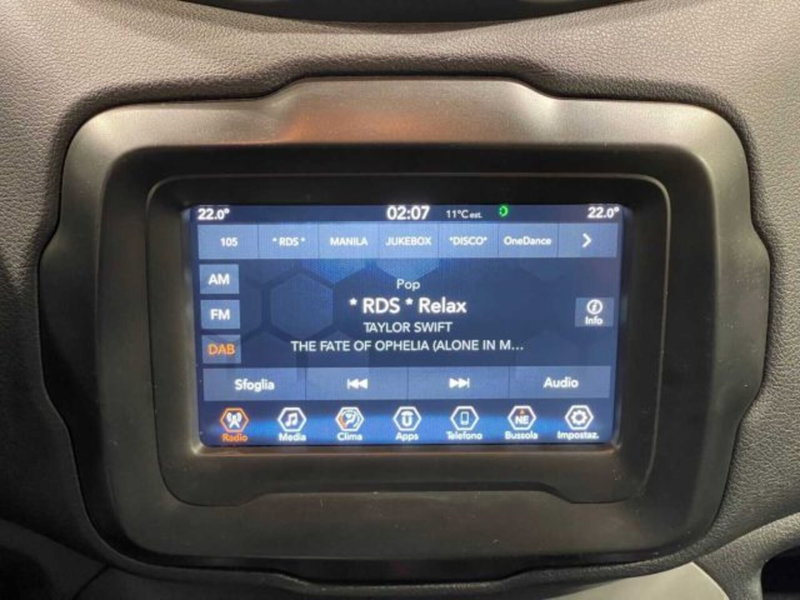 22.0° 02:07 11°C est. 22.0°
105 * RDS * MANILA JUKEBOX *DISCO* OneDance
AM
FM
DAB
Pop
* RDS * Relax
TAYLOR SWIFT
THE FATE OF OPHELIA (ALONE IN M...
Info
Sfoglia Audio
Radio Media Clima Apps Telefono NE Bussola Impostaz.